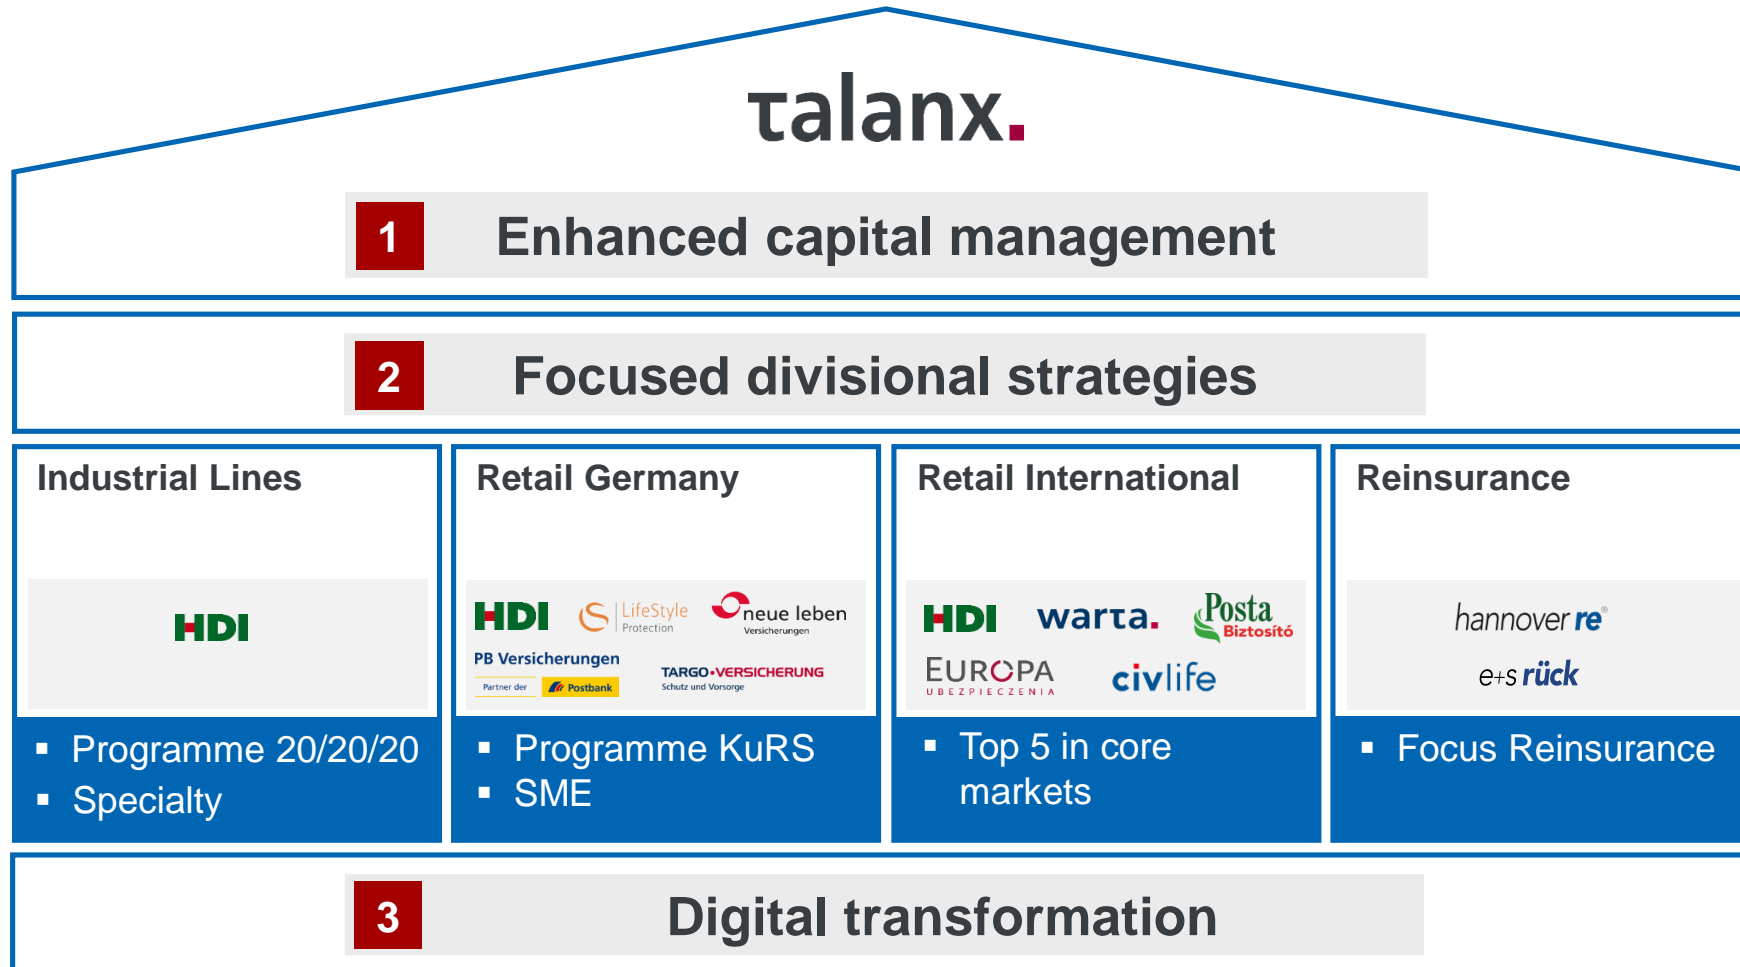 талanx.
1 Enhanced capital management
2 Focused divisional strategies
Industrial Lines
HDI
▪ Programme 20/20/20
▪ Specialty
Retail Germany
HDI
S LifeStyle
Protection
neue leben
Versicherungen
PB Versicherungen
Partner der Postbank
TARGO•VERSICHERUNG
Schutz und Vorsorge
▪ Programme KuRS
▪ SME
Retail International
HDI
warta.
Posta
Biztosító
EUROPA
UBEZPIECZENIA
civlife
▪ Top 5 in core
markets
Reinsurance
hannover re®
e+s rück
▪ Focus Reinsurance
3 Digital transformation